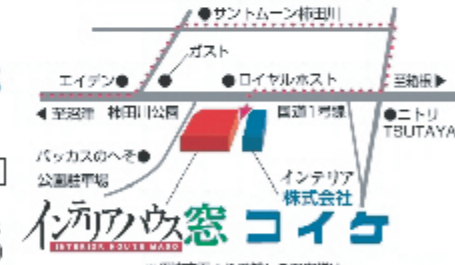 ●サントムーン柿田川
ガスト
エイデン●
●ロイヤルホスト
至箱根▶
◀至沼津
柿田川公園
国道1号線
●ニトリ
TSUTAYA
バッカスのへそ●
公園駐車場
インテリア
株式会社
インテリアハウス窓
コイケ
INTERIOR HOUSE MADO